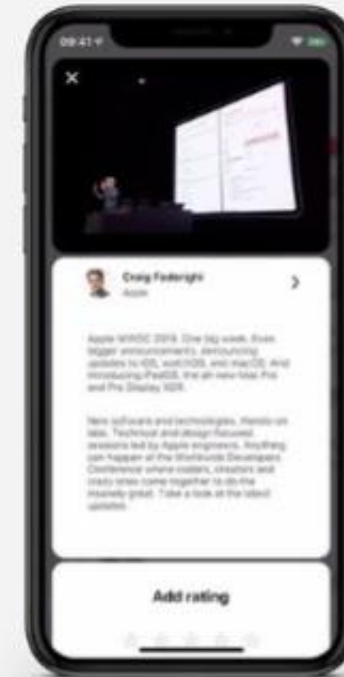 09:41
Craig Federighi
Apple
Apple WWDC 2019. One big week. Even
bigger announcements, announcing
updates to iOS, watchOS, and macOS. And
introducing iPadOS, the all new Mac Pro
and Pro Display XDR.
New software and technologies. Hands-on
labs. Technical and design focused
sessions led by Apple engineers. Anything
can happen at the Worldwide Developers
Conference where coders, creators and
crazy ones come together to do the
insanely great. Take a look at the latest
updates.
Add rating